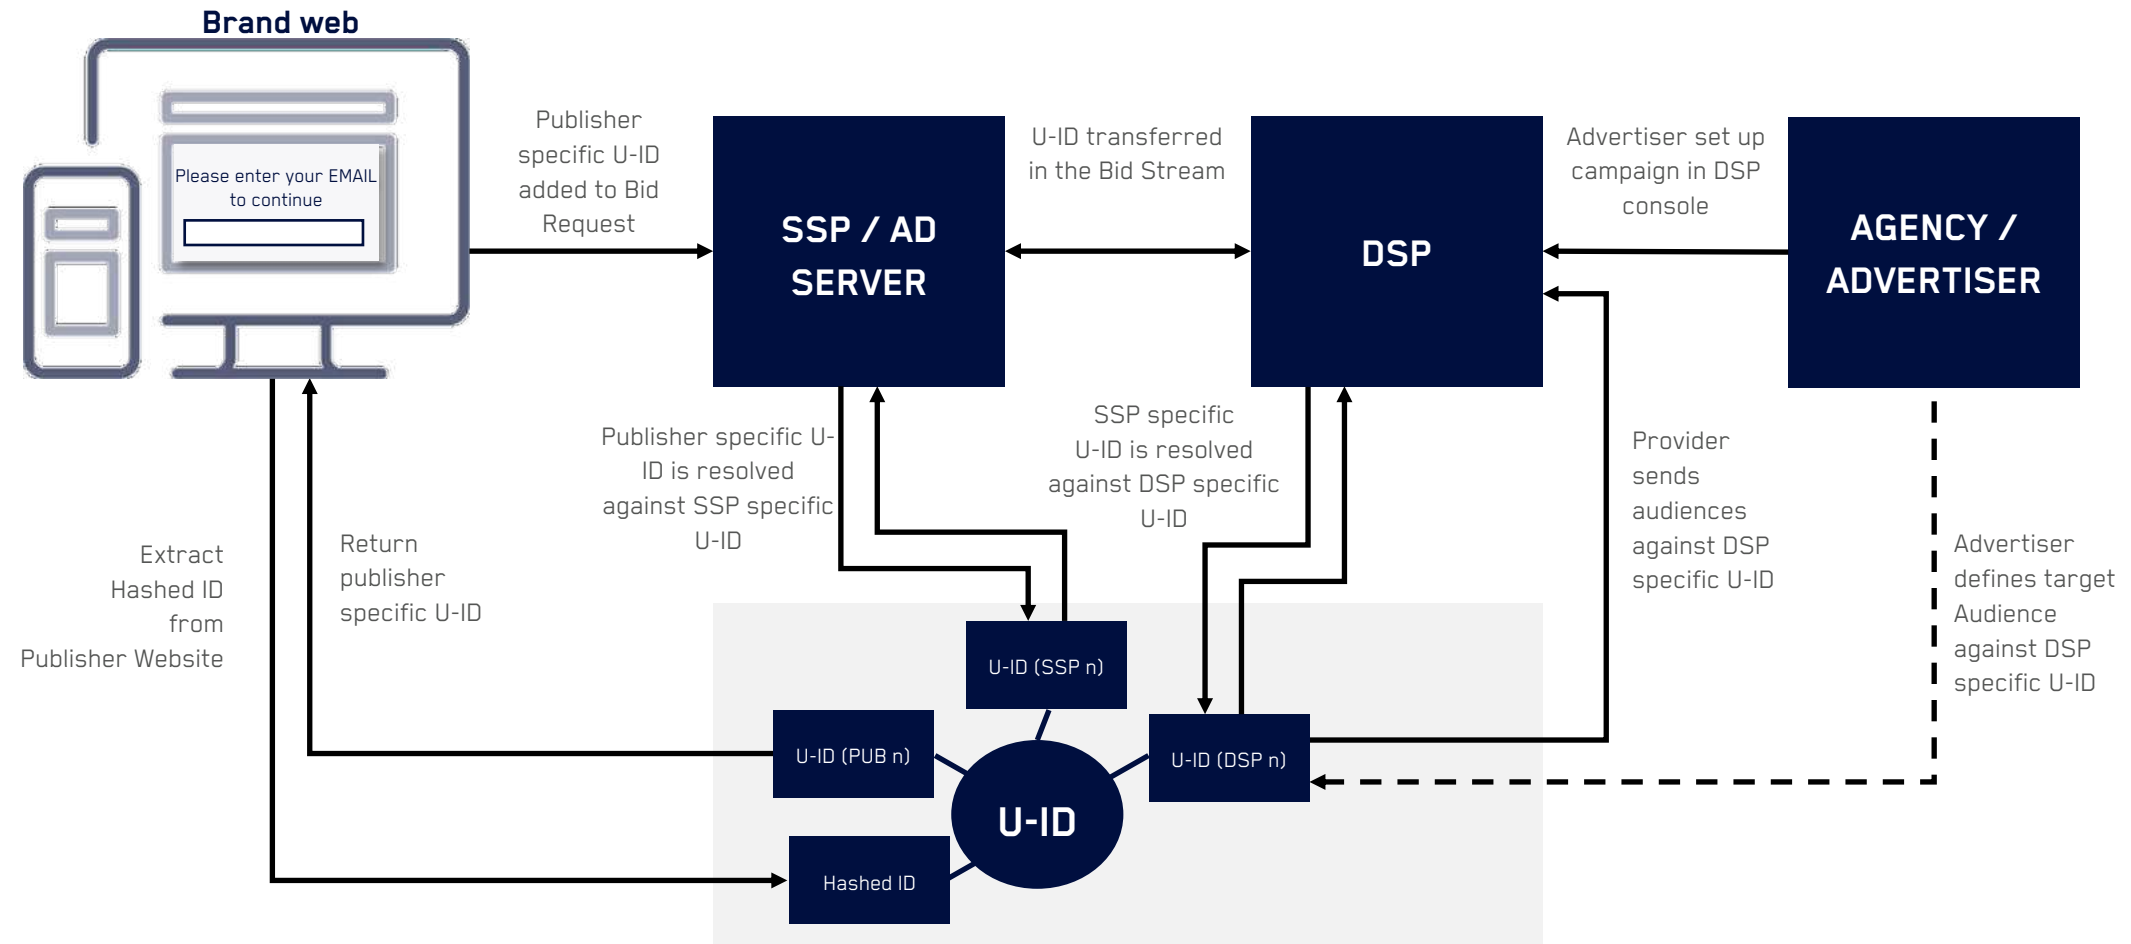 Brand web
Please enter your EMAIL
to continue
Publisher
specific U-ID
added to Bid
Request
SSP / AD
SERVER
U-ID transferred
in the Bid Stream
DSP
Advertiser set up
campaign in DSP
console
AGENCY /
ADVERTISER
Extract
Hashed ID
from
Publisher Website
Return
publisher
specific U-ID
Publisher specific U-
ID is resolved
against SSP specific
U-ID
SSP specific
U-ID is resolved
against DSP specific
U-ID
Provider
sends
audiences
against DSP
specific U-ID
Advertiser
defines target
Audience
against DSP
specific U-ID
U-ID (SSP n)
U-ID (PUB n)
U-ID (DSP n)
U-ID
Hashed ID